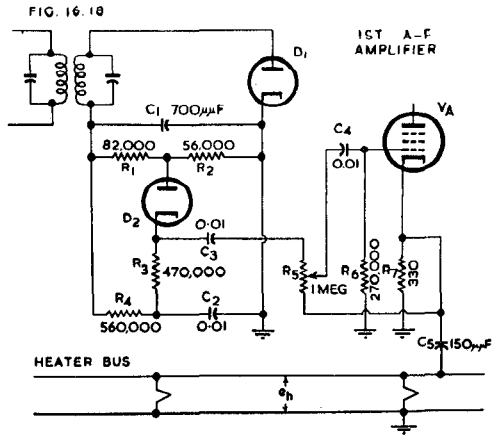 FIG. 16.18
1ST A-F
AMPLIFIER
D1
VA
C1 700µµF
C4
0.01
82,000
56,000
R1
R2
D2
0.01
C3
R3
470,000
R5
1 MEG
R6
270,000
R7
330
R4
560,000
C2
0.01
C5 150µµF
HEATER BUS
eh